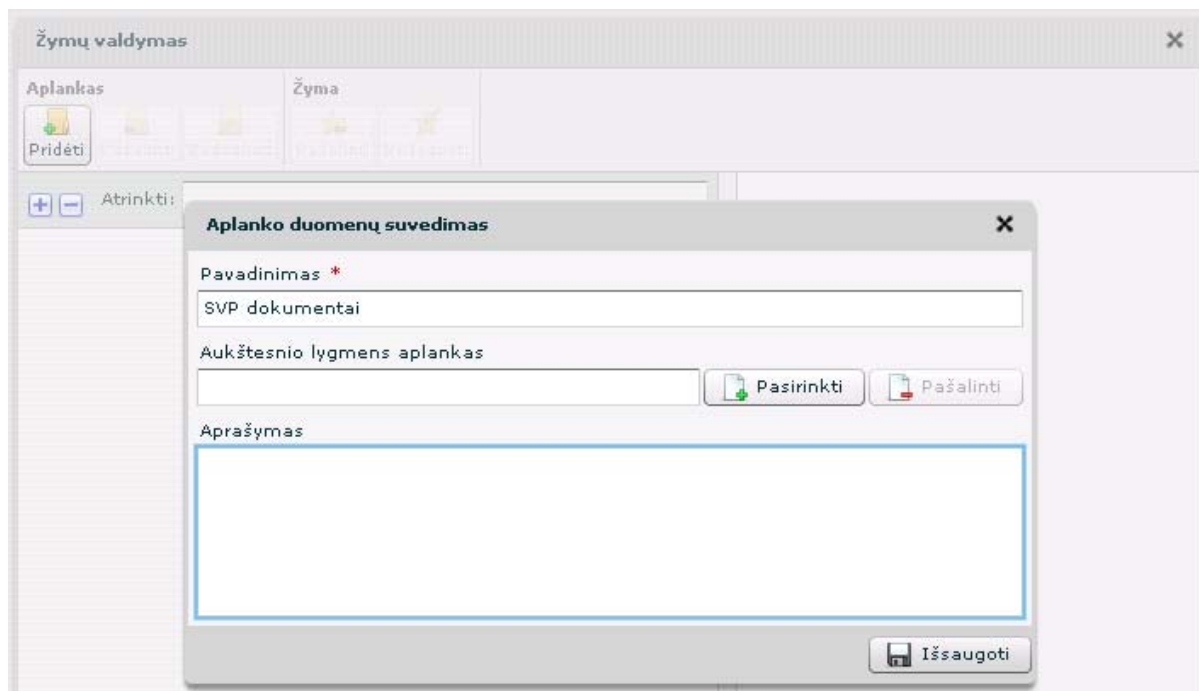 Žymų valdymas
Aplankas Žyma
Pridėti
Atrinkti:
Aplanko duomenų suvedimas
Pavadinimas *
SVP dokumentai
Aukštesnio lygmens aplankas
Pasirinkti Pašalinti
Aprašymas
Išsaugoti